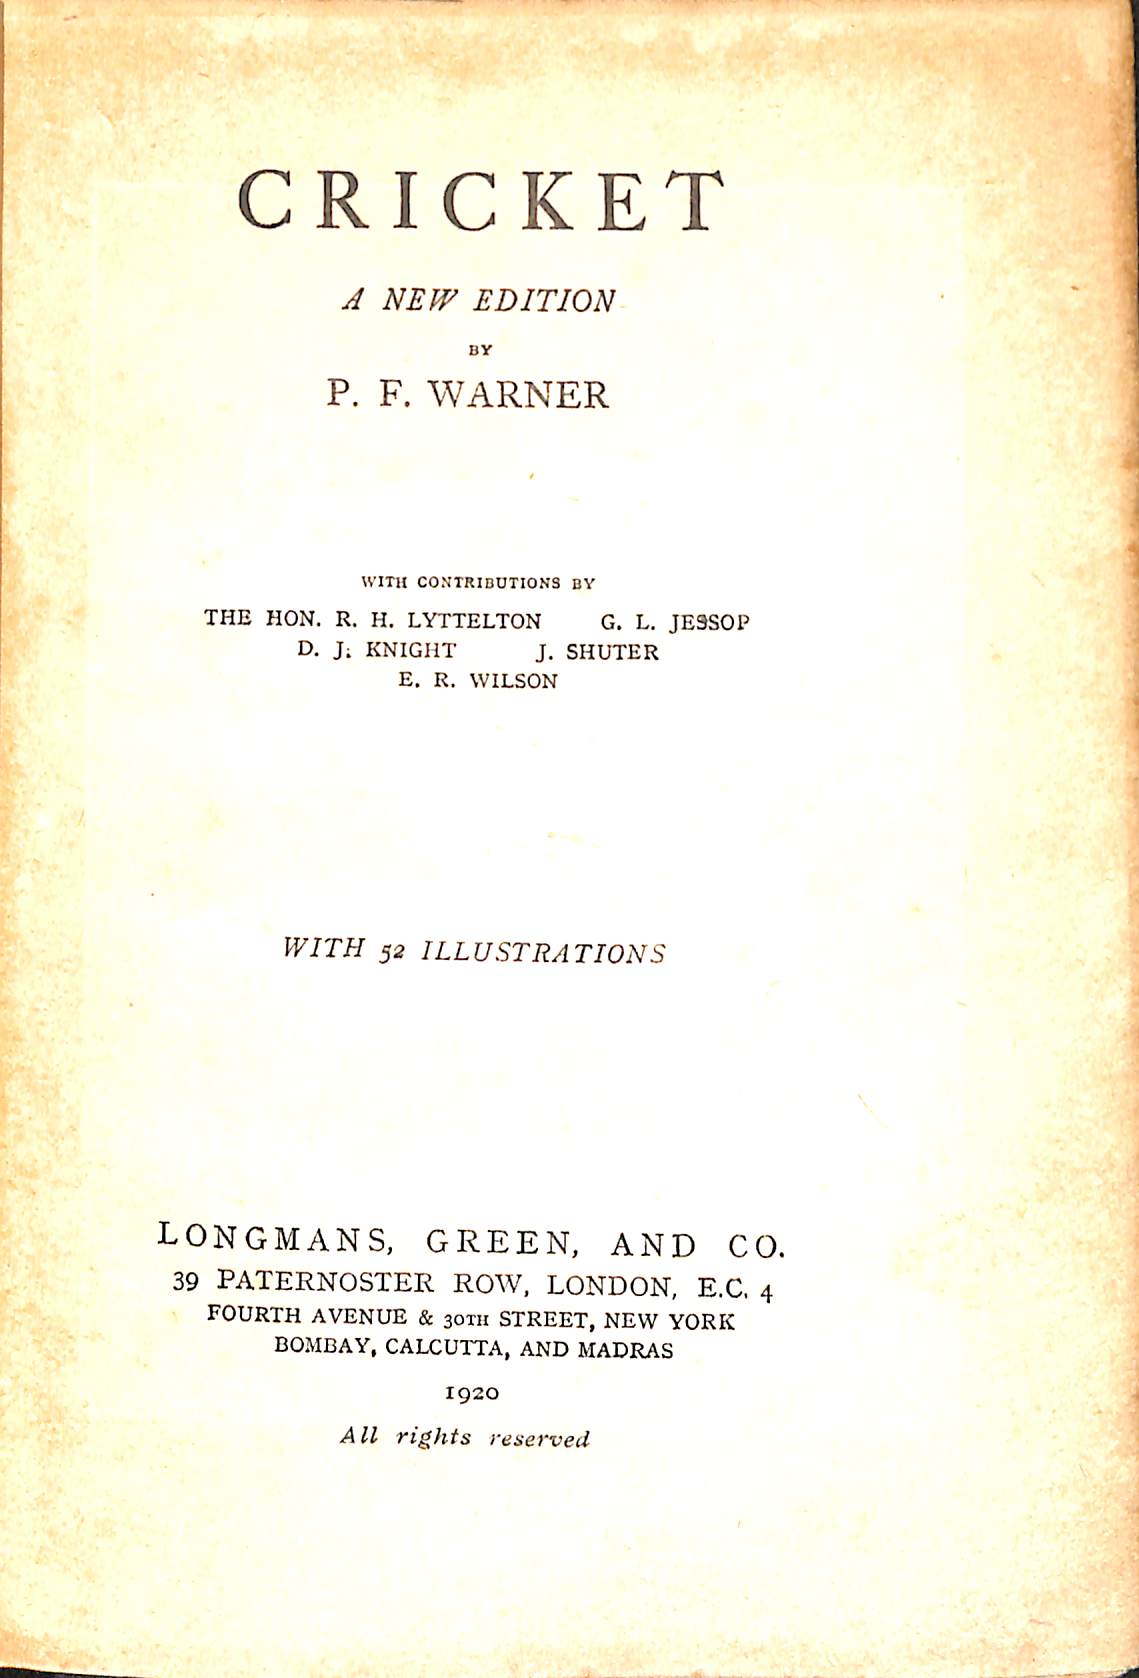 CRICKET
A NEW EDITION
BY
P. F. WARNER
WITH CONTRIBUTIONS BY
THE HON. R. H. LYTTELTON G. L. JESSOP
D. J. KNIGHT J. SHUTER
E. R. WILSON
WITH 52 ILLUSTRATIONS
LONGMANS, GREEN, AND CO.
39 PATERNOSTER ROW, LONDON, E.C. 4
FOURTH AVENUE & 30TH STREET, NEW YORK
BOMBAY, CALCUTTA, AND MADRAS
1920
All rights reserved